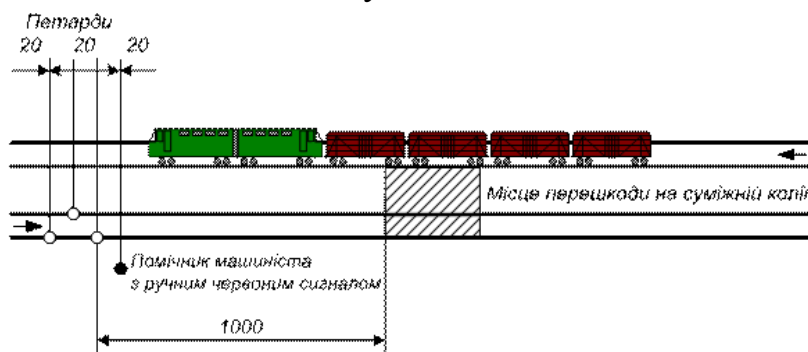 Петарди
20 20 20
Місце перешкоди на суміжній колії
Помічник машиніста
з ручним червоним сигналом
1000